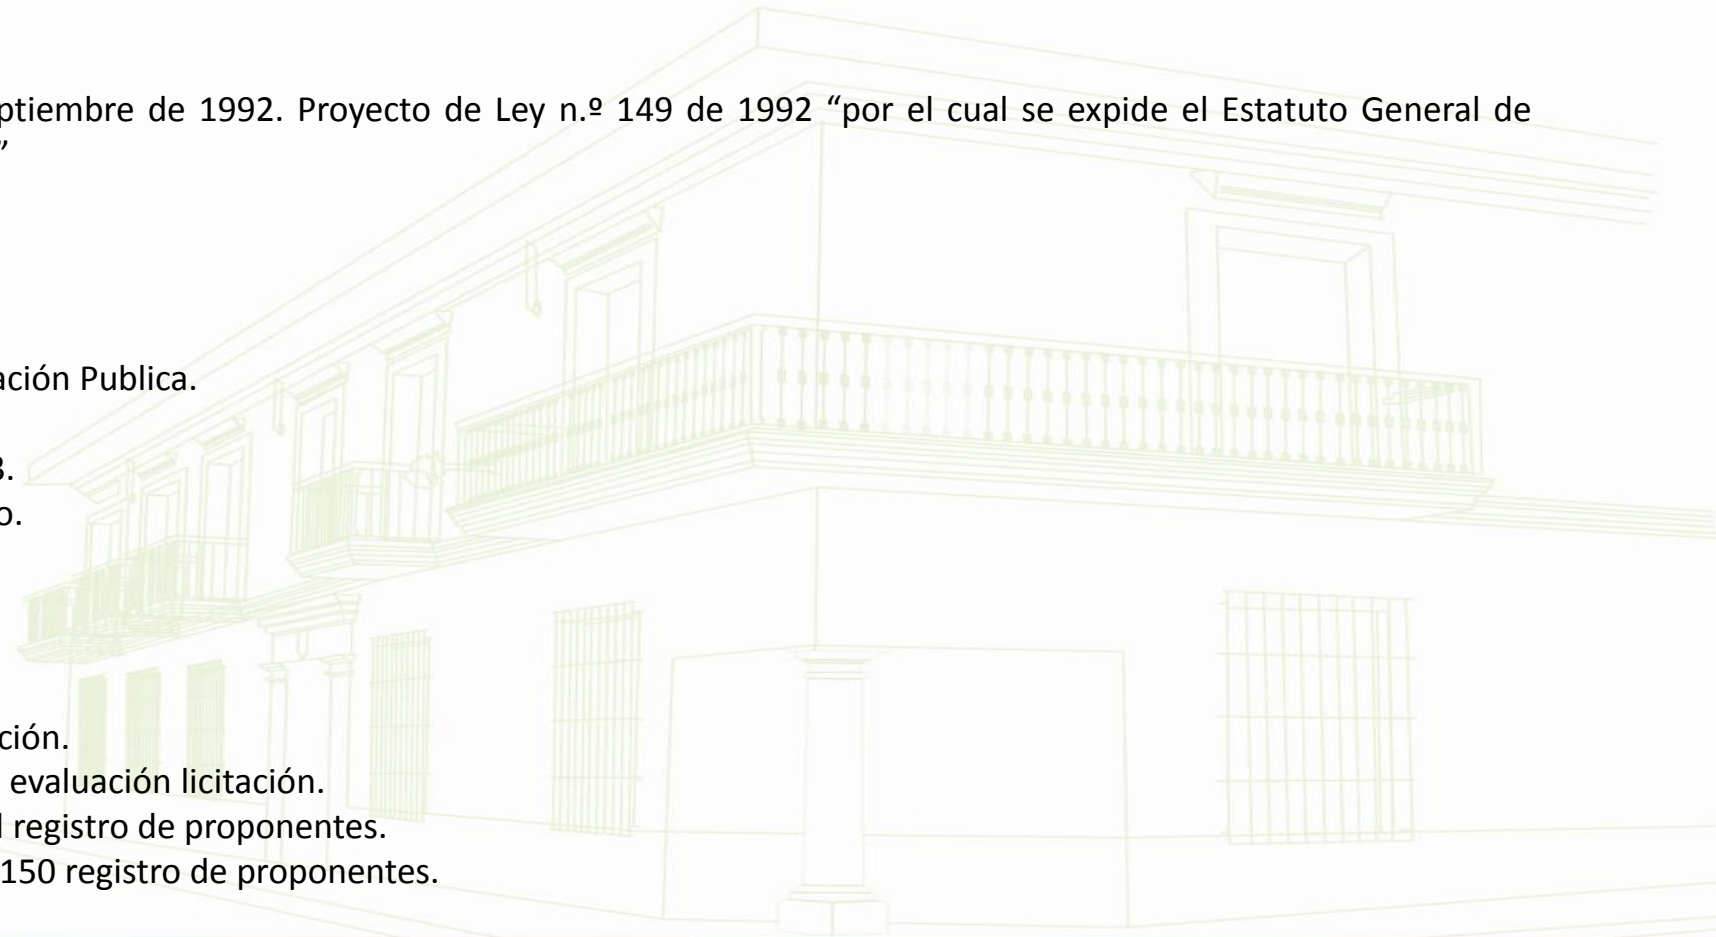 ptiembre de 1992. Proyecto de Ley n.º 149 de 1992 “por el cual se expide el Estatuto General de
”
ación Publica.
3.
o.
ción.
evaluación licitación.
l registro de proponentes.
150 registro de proponentes.